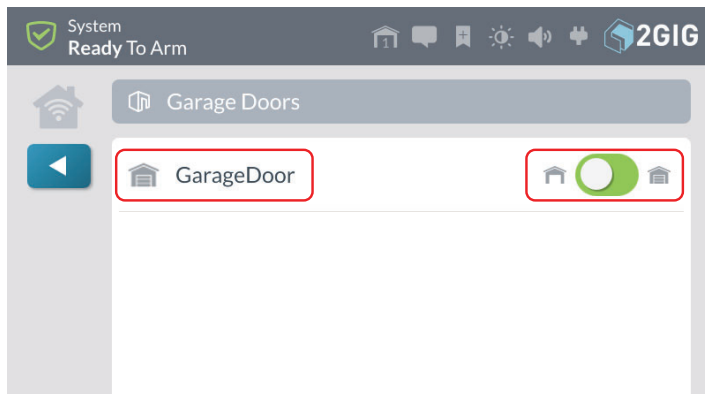 System
Ready To Arm
1
2GIG
Garage Doors
GarageDoor